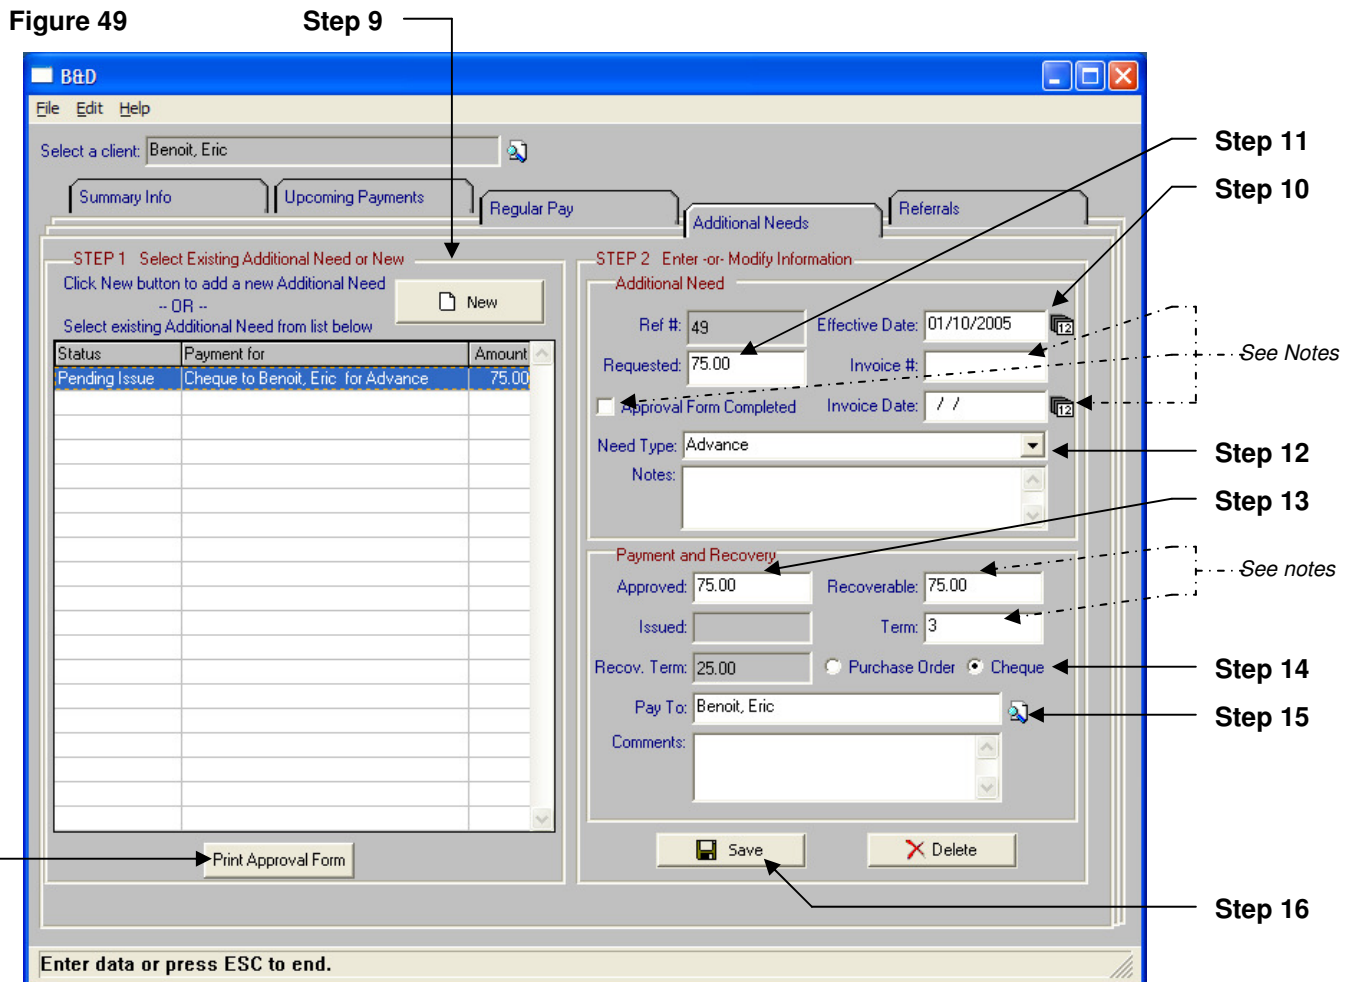 Figure 49
Step 9
B&D
File Edit Help
Select a client: Benoit, Eric
Step 11
Step 10
Summary Info
Upcoming Payments
Regular Pay
Additional Needs
Referrals
STEP 1 Select Existing Additional Need or New
Click New button to add a new Additional Need
-- OR --
Select existing Additional Need from list below
New
Status Payment for Amount
Pending Issue Cheque to Benoit, Eric for Advance 75.00
Print Approval Form
STEP 2 Enter -or- Modify Information
Additional Need
Ref #: 49 Effective Date: 01/10/2005 12
Requested: 75.00 Invoice #:
See Notes
Approval Form Completed Invoice Date: / / 12
Need Type: Advance
Step 12
Notes:
Step 13
Payment and Recovery
Approved: 75.00 Recoverable: 75.00
See notes
Issued: Term: 3
Recov. Term: 25.00 Purchase Order Cheque
Step 14
Pay To: Benoit, Eric
Step 15
Comments:
Save Delete
Step 16
Enter data or press ESC to end.